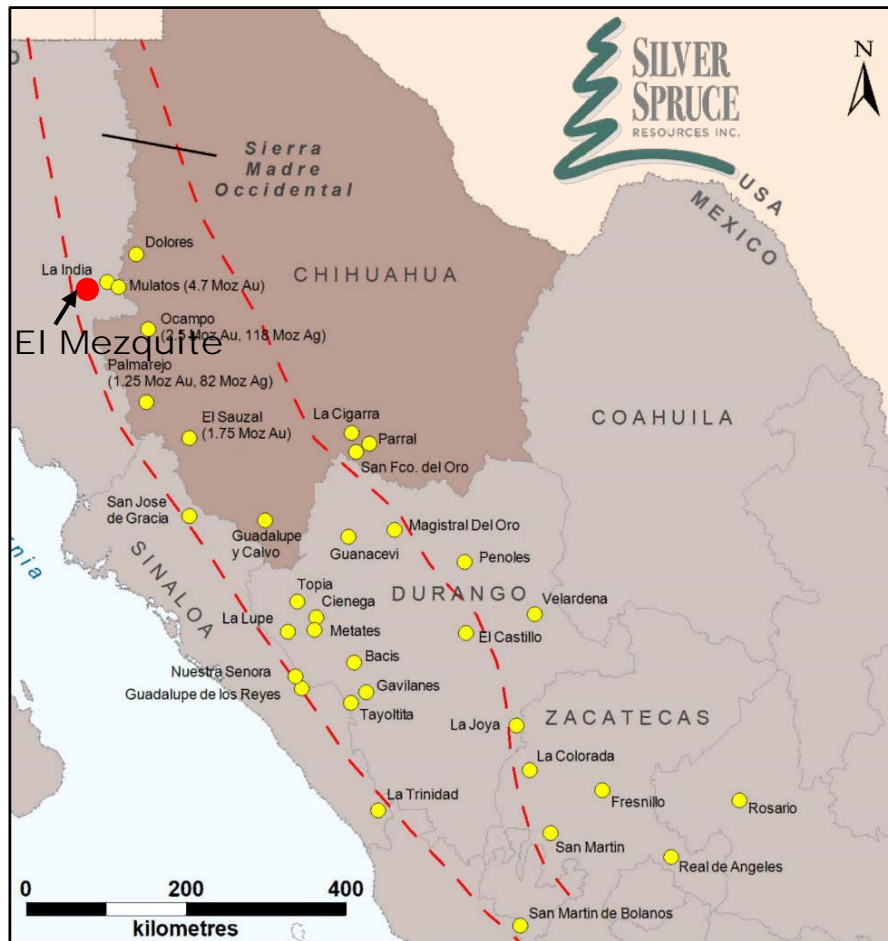 SILVER
SPRUCE
RESOURCES INC.
N
USA
MEXICO
Sierra
Madre
Occidental
Dolores
CHIHUAHUA
La India
Mulatos (4.7 Moz Au)
Ocampo
(2.5 Moz Au, 118 Moz Ag)
El Mezquite
Palmarejo
(1.25 Moz Au, 82 Moz Ag)
El Sauzal
(1.75 Moz Au)
La Cigarra
Parral
San Fco. del Oro
COAHUILA
San Jose
de Gracia
Guadalupe
y Calvo
Guanacevi
Magistral Del Oro
Penoles
SINALOA
Topia
Cienega
DURANGO
Velardena
La Lupe
Metates
El Castillo
Bacis
Nuestra Senora
Guadalupe de los Reyes
Gavilanes
Tayoltita
La Joya
ZACATECAS
La Colorada
La Trinidad
Fresnillo
Rosario
San Martin
Real de Angeles
San Martin de Bolanos
0 200 400
kilometres